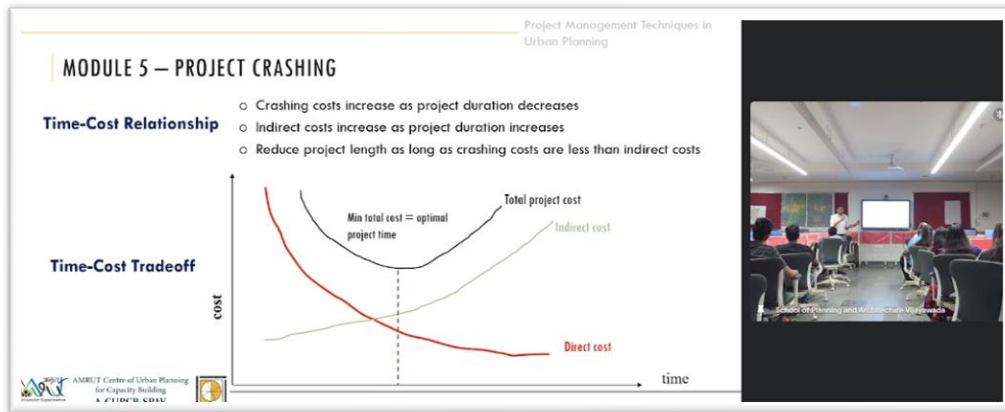 Project Management Techniques in
Urban Planning
MODULE 5 – PROJECT CRASHING
Time-Cost Relationship
Crashing costs increase as project duration decreases
Indirect costs increase as project duration increases
Reduce project length as long as crashing costs are less than indirect costs
Time-Cost Tradeoff
Min total cost = optimal
project time
Total project cost
Indirect cost
Direct cost
cost
time
AMRUT Centre of Urban Planning
for Capacity Building
A-CUPCB-SPAV
School of Planning and Architecture Vijayawada